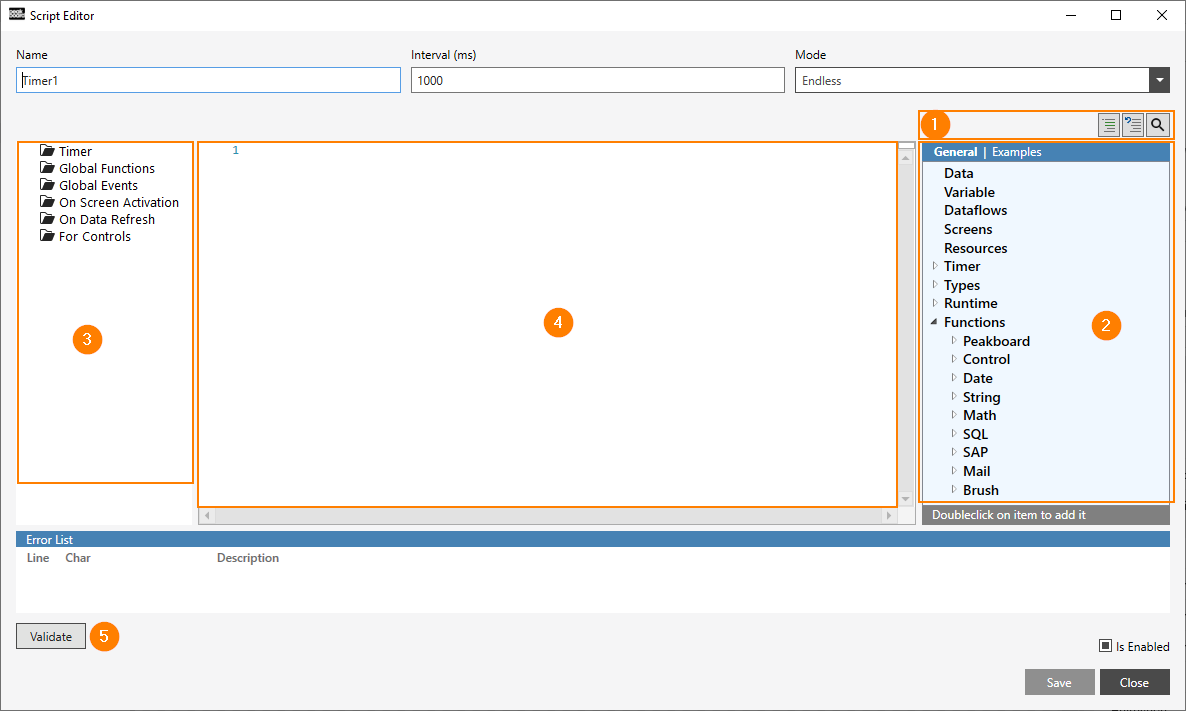 peak board Script Editor
Name Interval (ms) Mode
Timer1 1000 Endless
1
Timer
Global Functions
Global Events
On Screen Activation
On Data Refresh
For Controls
3
1
4
General | Examples
Data
Variable
Dataflows
Screens
Resources
Timer
Types
Runtime
Functions
Peakboard
Control
Date
String
Math
SQL
SAP
Mail
Brush
2
Doubleclick on item to add it
Error List
Line Char Description
Validate 5
Is Enabled
Save Close